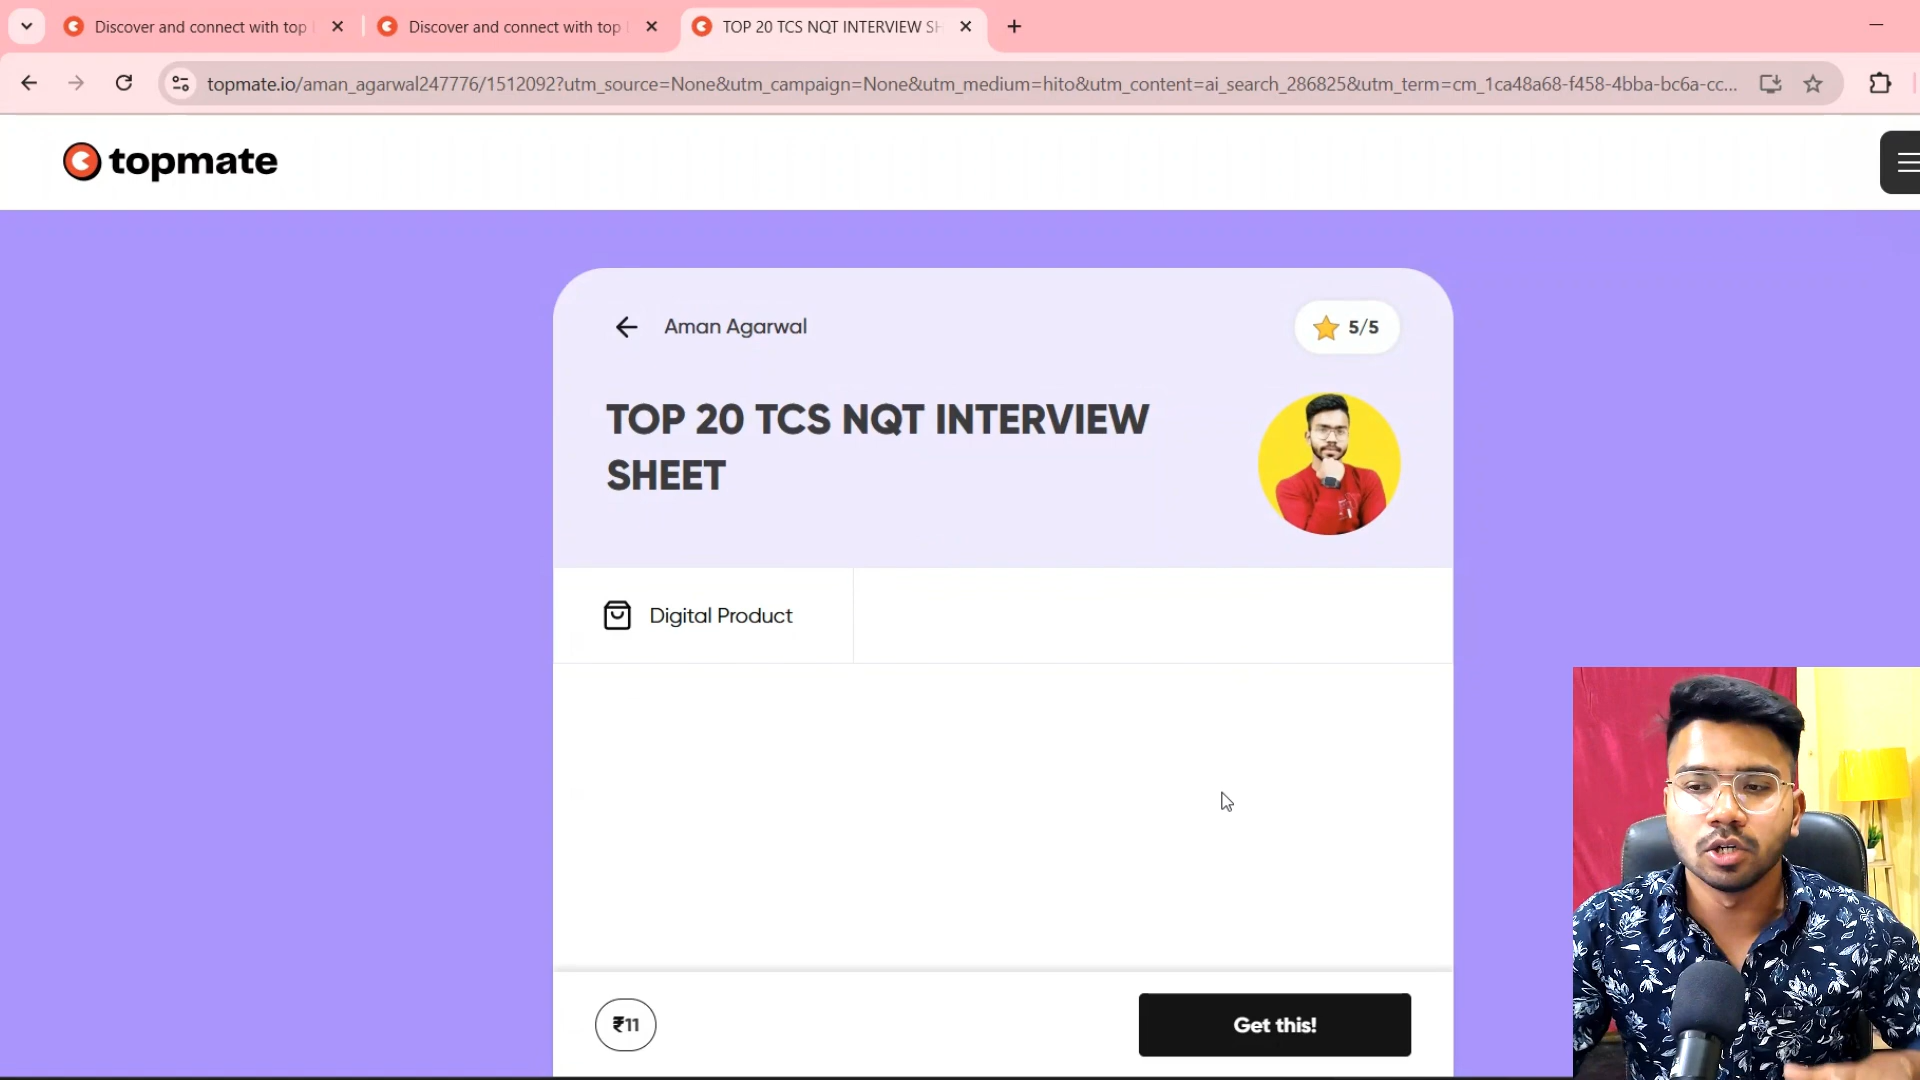 Discover and connect with top
Discover and connect with top
TOP 20 TCS NQT INTERVIEW SH
topmate.io/aman_agarwal247776/1512092?utm_source=None&utm_campaign=None&utm_medium=hito&utm_content=ai_search_286825&utm_term=cm_1ca48a68-f458-4bba-bc6a-cc...
topmate
Aman Agarwal
5/5
TOP 20 TCS NQT INTERVIEW
SHEET
Digital Product
₹11
Get this!